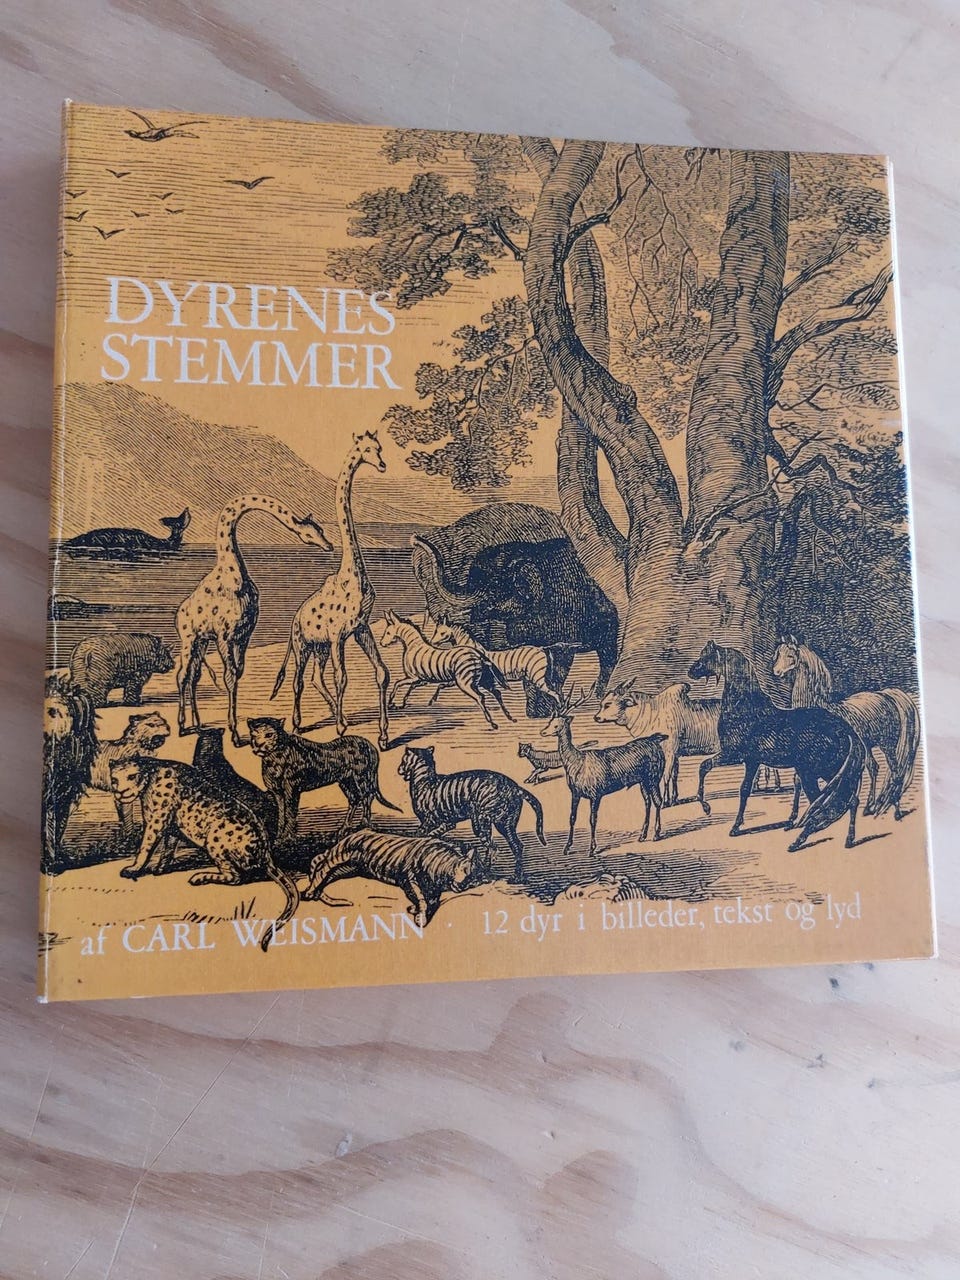 DYRENES
STEMMER
af CARL WEISMANN · 12 dyr i billeder, tekst og lyd